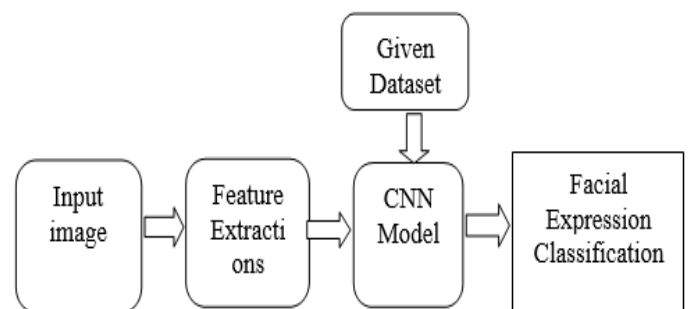 Given
Dataset
Input
image
Feature
Extracti
ons
CNN
Model
Facial
Expression
Classification